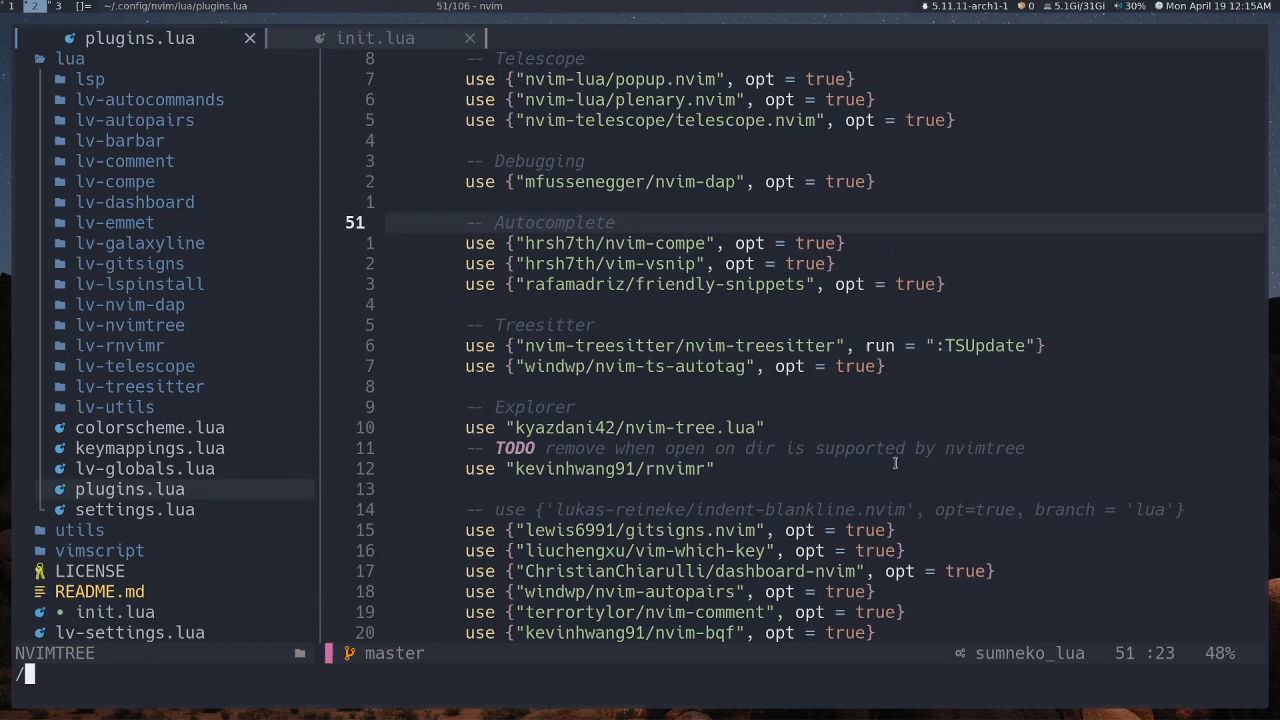 1 2 3 []= ~/.config/nvim/lua/plugins.lua 51/106 - nvim 5.11.11-arch1-1 0 5.1Gi/31Gi 30% Mon April 19 12:15AM
plugins.lua × init.lua ×
lua
lsp
lv-autocommands
lv-autopairs
lv-barbar
lv-comment
lv-compe
lv-dashboard
lv-emmet
lv-galaxyline
lv-gitsigns
lv-lspinstall
lv-nvim-dap
lv-nvimtree
lv-rnvimr
lv-telescope
lv-treesitter
lv-utils
colorscheme.lua
keymappings.lua
lv-globals.lua
plugins.lua
settings.lua
utils
vimscript
LICENSE
README.md
init.lua
lv-settings.lua
8 -- Telescope
7 use {"nvim-lua/popup.nvim", opt = true}
6 use {"nvim-lua/plenary.nvim", opt = true}
5 use {"nvim-telescope/telescope.nvim", opt = true}
4
3 -- Debugging
2 use {"mfussenegger/nvim-dap", opt = true}
1
51 -- Autocomplete
1 use {"hrsh7th/nvim-compe", opt = true}
2 use {"hrsh7th/vim-vsnip", opt = true}
3 use {"rafamadriz/friendly-snippets", opt = true}
4
5 -- Treesitter
6 use {"nvim-treesitter/nvim-treesitter", run = ":TSUpdate"}
7 use {"windwp/nvim-ts-autotag", opt = true}
8
9 -- Explorer
10 use "kyazdani42/nvim-tree.lua"
11 -- TODO remove when open on dir is supported by nvimtree
12 use "kevinhwang91/rnvimr"
13
14 -- use {'lukas-reineke/indent-blankline.nvim', opt=true, branch = 'lua'}
15 use {"lewis6991/gitsigns.nvim", opt = true}
16 use {"liuchengxu/vim-which-key", opt = true}
17 use {"ChristianChiarulli/dashboard-nvim", opt = true}
18 use {"windwp/nvim-autopairs", opt = true}
19 use {"terrortylor/nvim-comment", opt = true}
20 use {"kevinhwang91/nvim-bqf", opt = true}
NVIMTREE master sumneko_lua 51 :23 48%
/